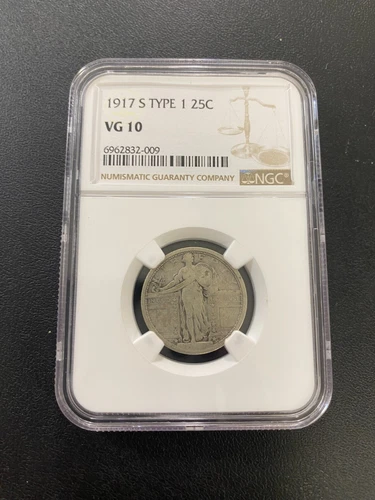 1917 S TYPE 1 25C
VG 10
6962832-009
NUMISMATIC GUARANTY COMPANY
NGC®